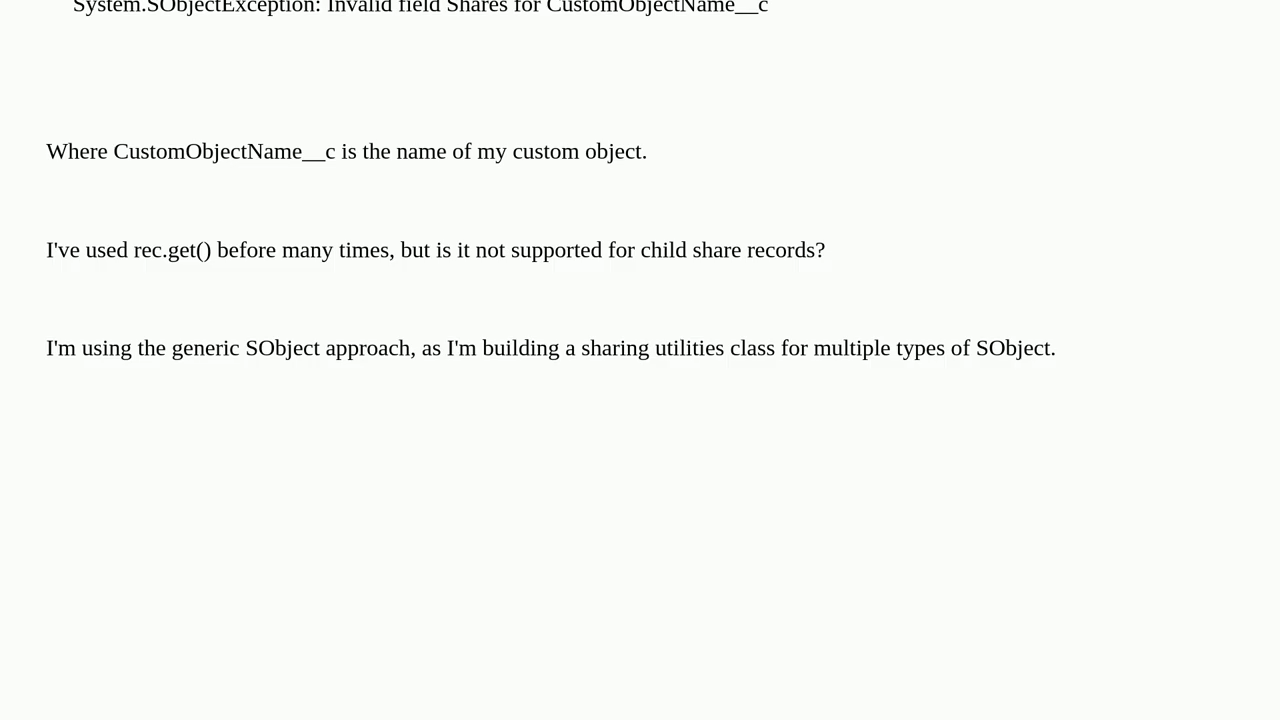 System.SObjectException: Invalid field Shares for CustomObjectName__c
Where CustomObjectName__c is the name of my custom object.
I've used rec.get() before many times, but is it not supported for child share records?
I'm using the generic SObject approach, as I'm building a sharing utilities class for multiple types of SObject.